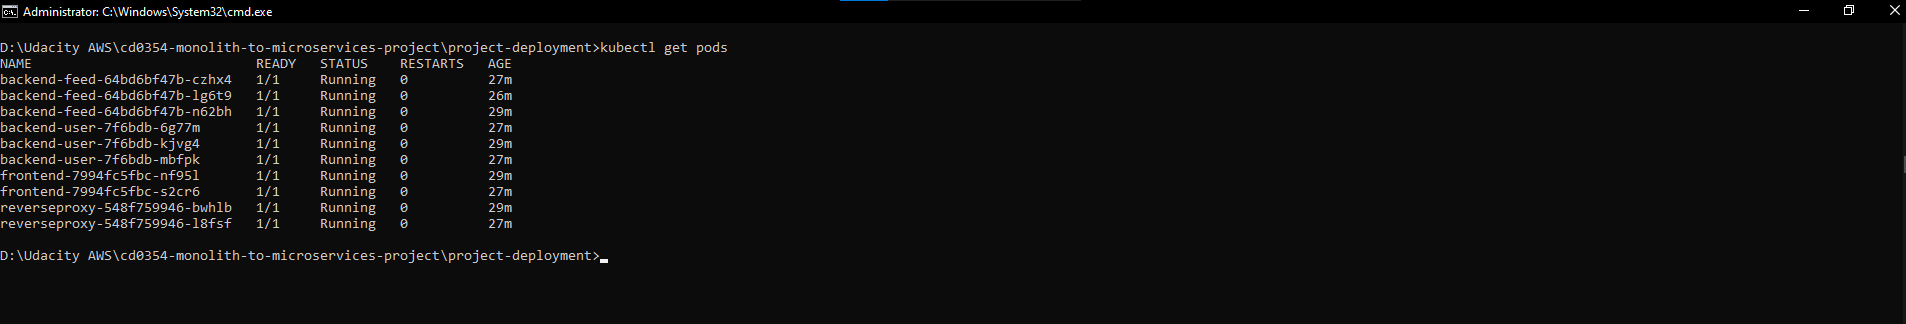 Administrator: C:\Windows\System32\cmd.exe
D:\Udacity AWS\cd0354-monolith-to-microservices-project\project-deployment>kubectl get pods
NAME                            READY   STATUS    RESTARTS   AGE
backend-feed-64bd6bf47b-czhx4   1/1     Running   0          27m
backend-feed-64bd6bf47b-lg6t9   1/1     Running   0          26m
backend-feed-64bd6bf47b-n62bh   1/1     Running   0          29m
backend-user-7f6bdb-6g77m       1/1     Running   0          27m
backend-user-7f6bdb-kjvg4       1/1     Running   0          29m
backend-user-7f6bdb-mbfpk       1/1     Running   0          27m
frontend-7994fc5fbc-nf95l       1/1     Running   0          29m
frontend-7994fc5fbc-s2cr6       1/1     Running   0          27m
reverseproxy-548f759946-bwhlb   1/1     Running   0          29m
reverseproxy-548f759946-l8fsf   1/1     Running   0          27m
D:\Udacity AWS\cd0354-monolith-to-microservices-project\project-deployment>